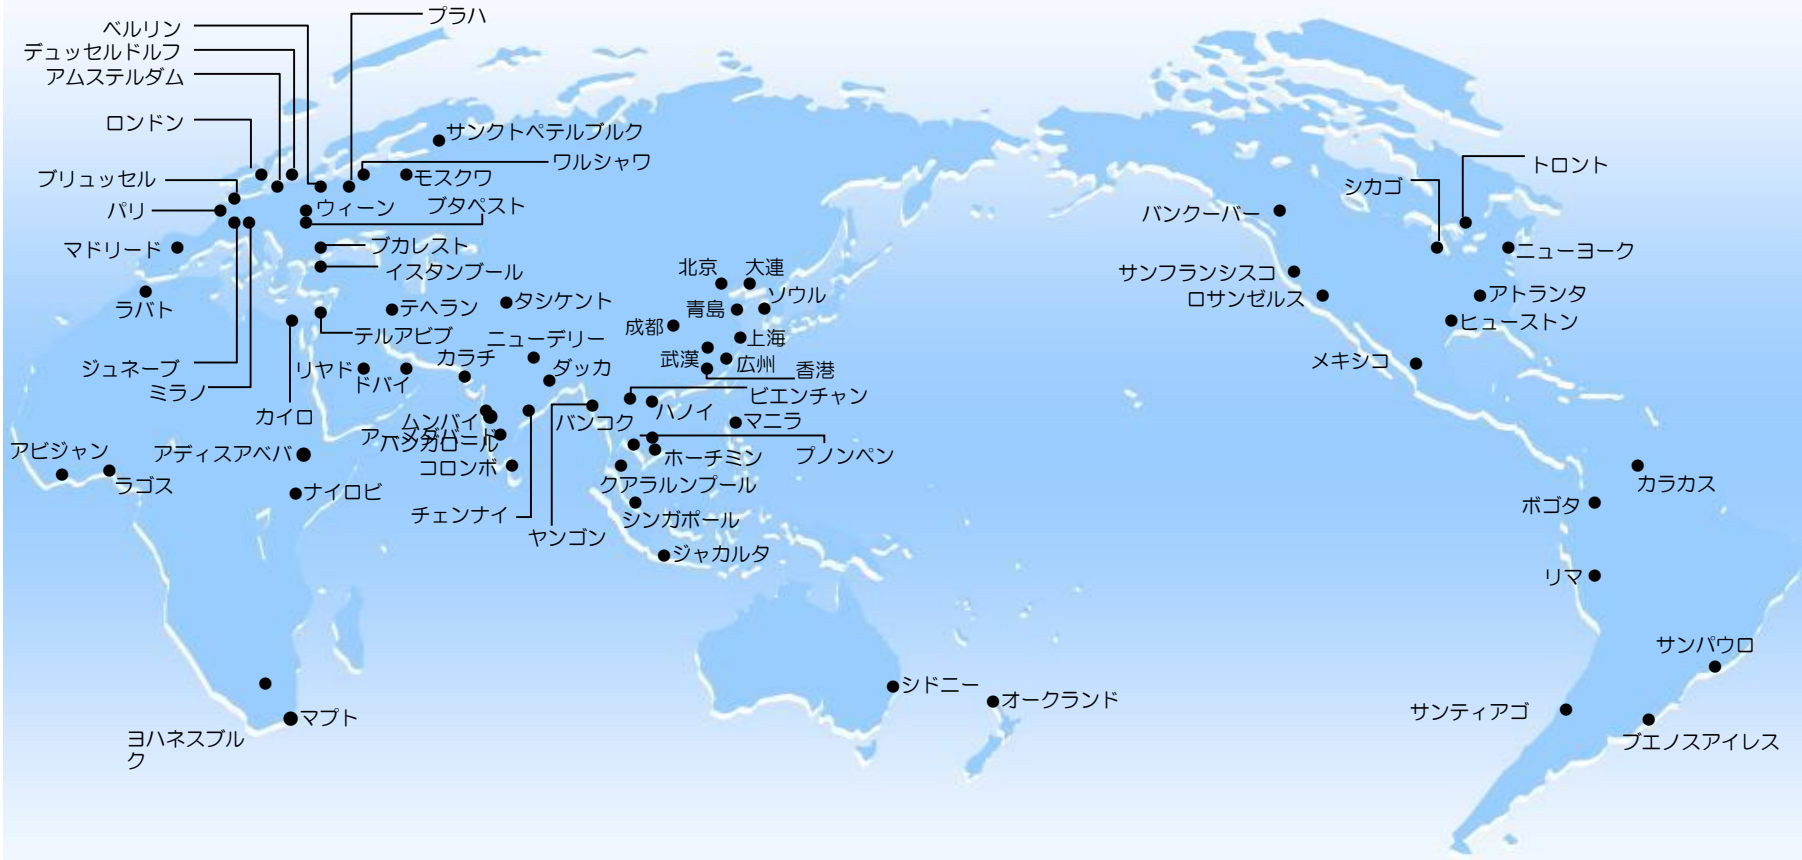 プラハ
ベルリン
デュッセルドルフ
アムステルダム
ロンドン
サンクトペテルブルク
ワルシャワ
ブリュッセル
モスクワ
パリ
ウィーン
ブタペスト
マドリード
ブカレスト
イスタンブール
ラバト
テヘラン
タシケント
テルアビブ
ニューデリー
ジュネーブ
ミラノ
リヤド
ドバイ
カラチ
ダッカ
カイロ
北京
大連
青島
ソウル
成都
上海
武漢
広州
香港
ビエンチャン
ハノイ
マニラ
ムンバイ
アーメダバード
バンガロール
コロンボ
バンコク
プノンペン
ホーチミン
クアラルンプール
シンガポール
チェンナイ
ヤンゴン
ジャカルタ
アビジャン
ラゴス
アディスアベバ
ナイロビ
マプト
ヨハネスブル
ク
シドニー
オークランド
トロント
シカゴ
バンクーバー
ニューヨーク
サンフランシスコ
ロサンゼルス
アトランタ
ヒューストン
メキシコ
カラカス
ボゴタ
リマ
サンパウロ
サンティアゴ
ブエノスアイレス